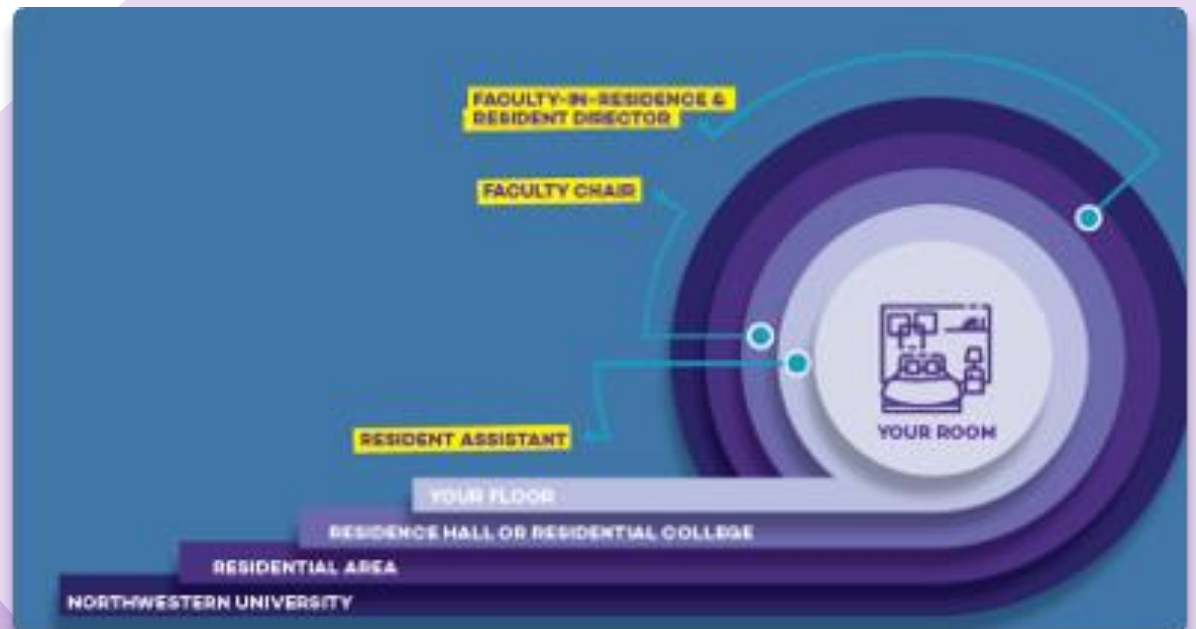 FACULTY-IN-RESIDENCE &
RESIDENT DIRECTOR
FACULTY CHAIR
YOUR ROOM
RESIDENT ASSISTANT
YOUR FLOOR
RESIDENCE HALL OR RESIDENTIAL COLLEGE
RESIDENTIAL AREA
NORTHWESTERN UNIVERSITY